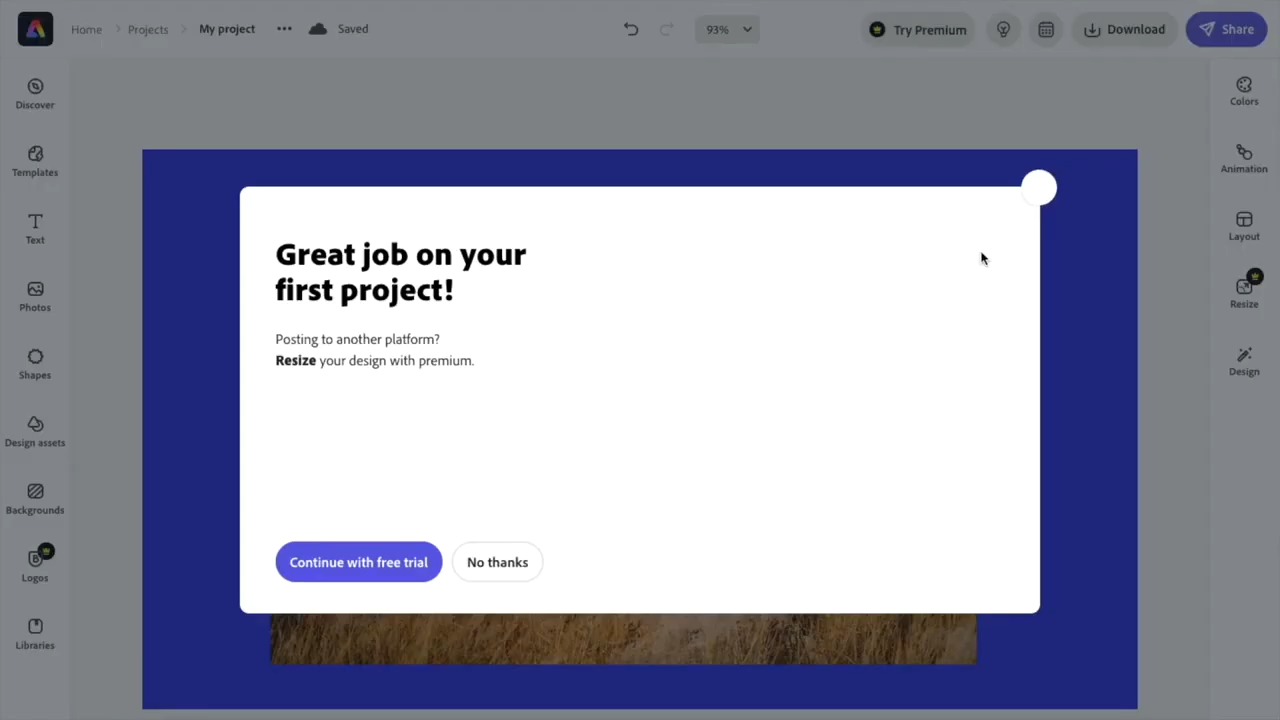 Home
Projects
My project
Saved
93%
Try Premium
Download
Share
Discover
Templates
Text
Photos
Shapes
Design assets
Backgrounds
Logos
Libraries
Great job on your
first project!
Posting to another platform?
Resize your design with premium.
Continue with free trial
No thanks
Colors
Animation
Layout
Resize
Design